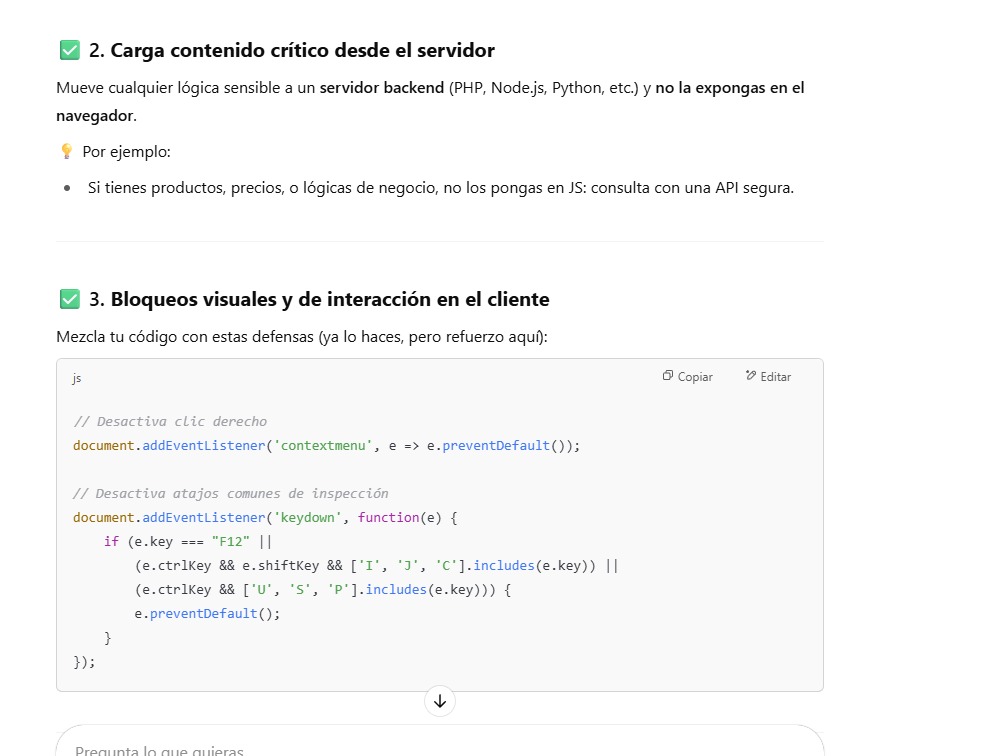 ✅ 2. Carga contenido crítico desde el servidor
Mueve cualquier lógica sensible a un servidor backend (PHP, Node.js, Python, etc.) y no la expongas en el
navegador.
💡 Por ejemplo:
• Si tienes productos, precios, o lógicas de negocio, no los pongas en JS: consulta con una API segura.
✅ 3. Bloqueos visuales y de interacción en el cliente
Mezcla tu código con estas defensas (ya lo haces, pero refuerzo aquí):
js Copiar Editar
// Desactiva clic derecho
document.addEventListener('contextmenu', e => e.preventDefault());
// Desactiva atajos comunes de inspección
document.addEventListener('keydown', function(e) {
    if (e.key === "F12" ||
        (e.ctrlKey && e.shiftKey && ['I', 'J', 'C'].includes(e.key)) ||
        (e.ctrlKey && ['U', 'S', 'P'].includes(e.key))) {
        e.preventDefault();
    }
});
Pregunta lo que quieras